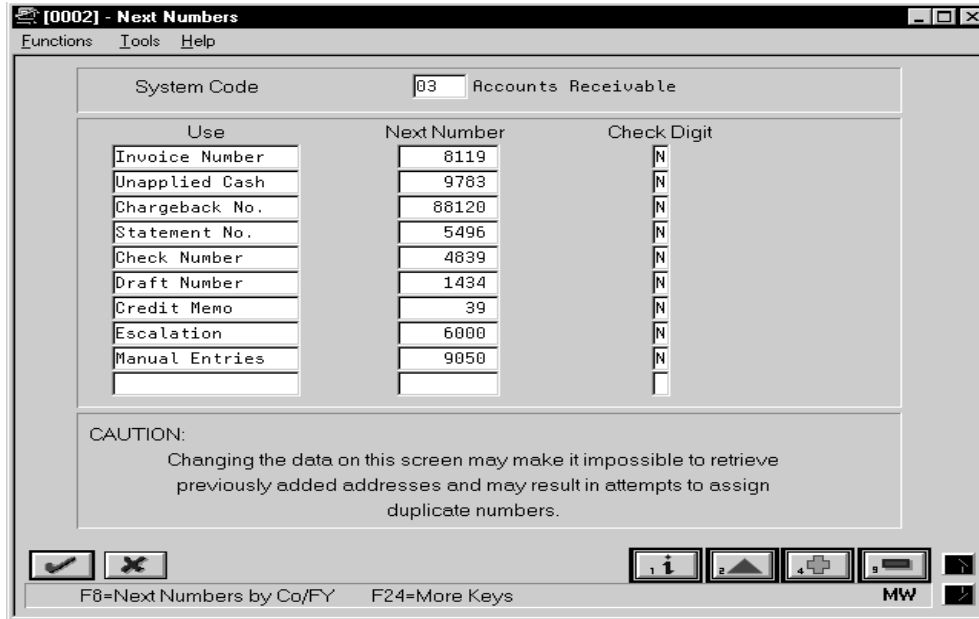 [0002] - Next Numbers
Functions Tools Help
System Code 03 Accounts Receivable
Use Next Number Check Digit
Invoice Number 8119 N
Unapplied Cash 9783 N
Chargeback No. 88120 N
Statement No. 5496 N
Check Number 4839 N
Draft Number 1434 N
Credit Memo 39 N
Escalation 6000 N
Manual Entries 9050 N
CAUTION:
Changing the data on this screen may make it impossible to retrieve
previously added addresses and may result in attempts to assign
duplicate numbers.
1 i 2 4 9
F8=Next Numbers by Co/FY F24=More Keys MW